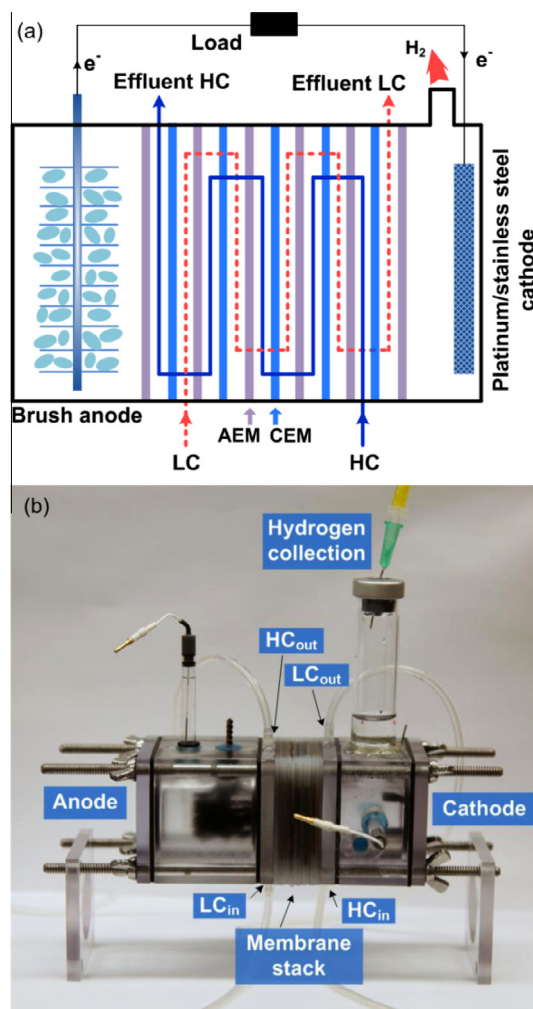 (a)
Load
H2
e-
e-
Effluent HC
Effluent LC
Platinum/stainless steel
cathode
Brush anode
AEM
CEM
LC
HC
(b)
Hydrogen
collection
HCout
LCout
Anode
Cathode
LCin
HCin
Membrane
stack